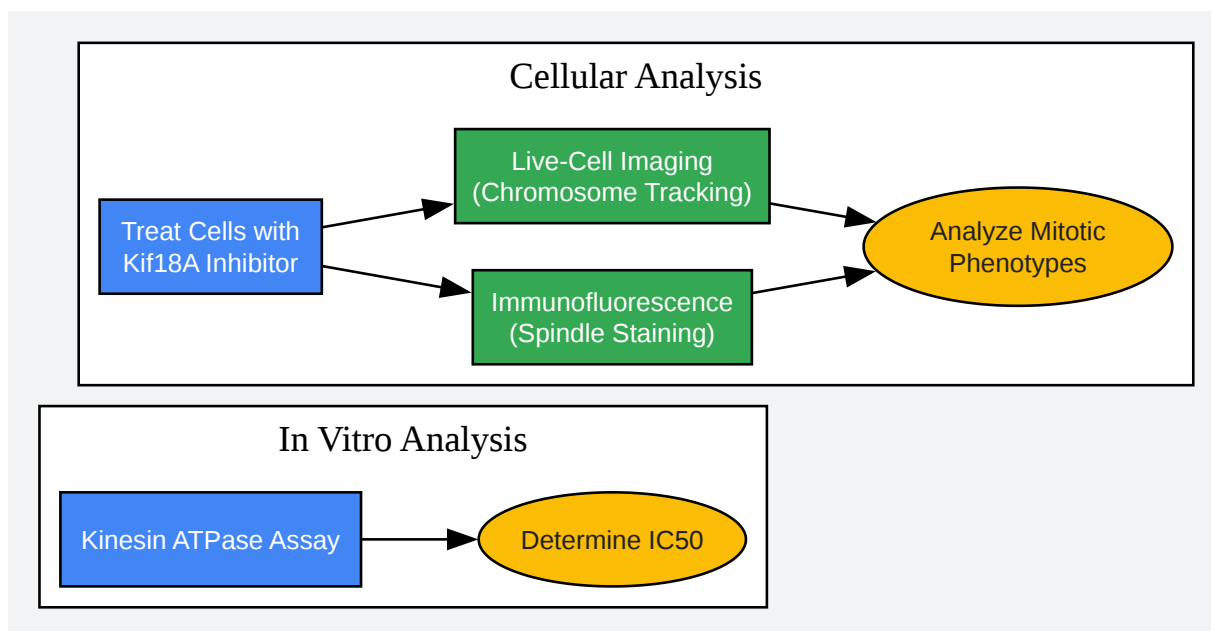 Cellular Analysis
Treat Cells with
Kif18A Inhibitor
Live-Cell Imaging
(Chromosome Tracking)
Immunofluorescence
(Spindle Staining)
Analyze Mitotic
Phenotypes
In Vitro Analysis
Kinesin ATPase Assay
Determine IC50